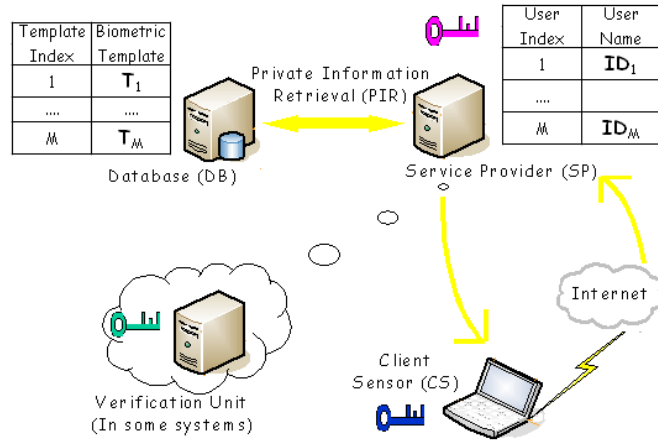 Template Index
Biometric Template
1
T1
....
....
M
TM
User Index
User Name
1
ID1
....
M
IDM
Private Information
Retrieval (PIR)
Database (DB)
Service Provider (SP)
Internet
Client
Sensor (CS)
Verification Unit
(In some systems)